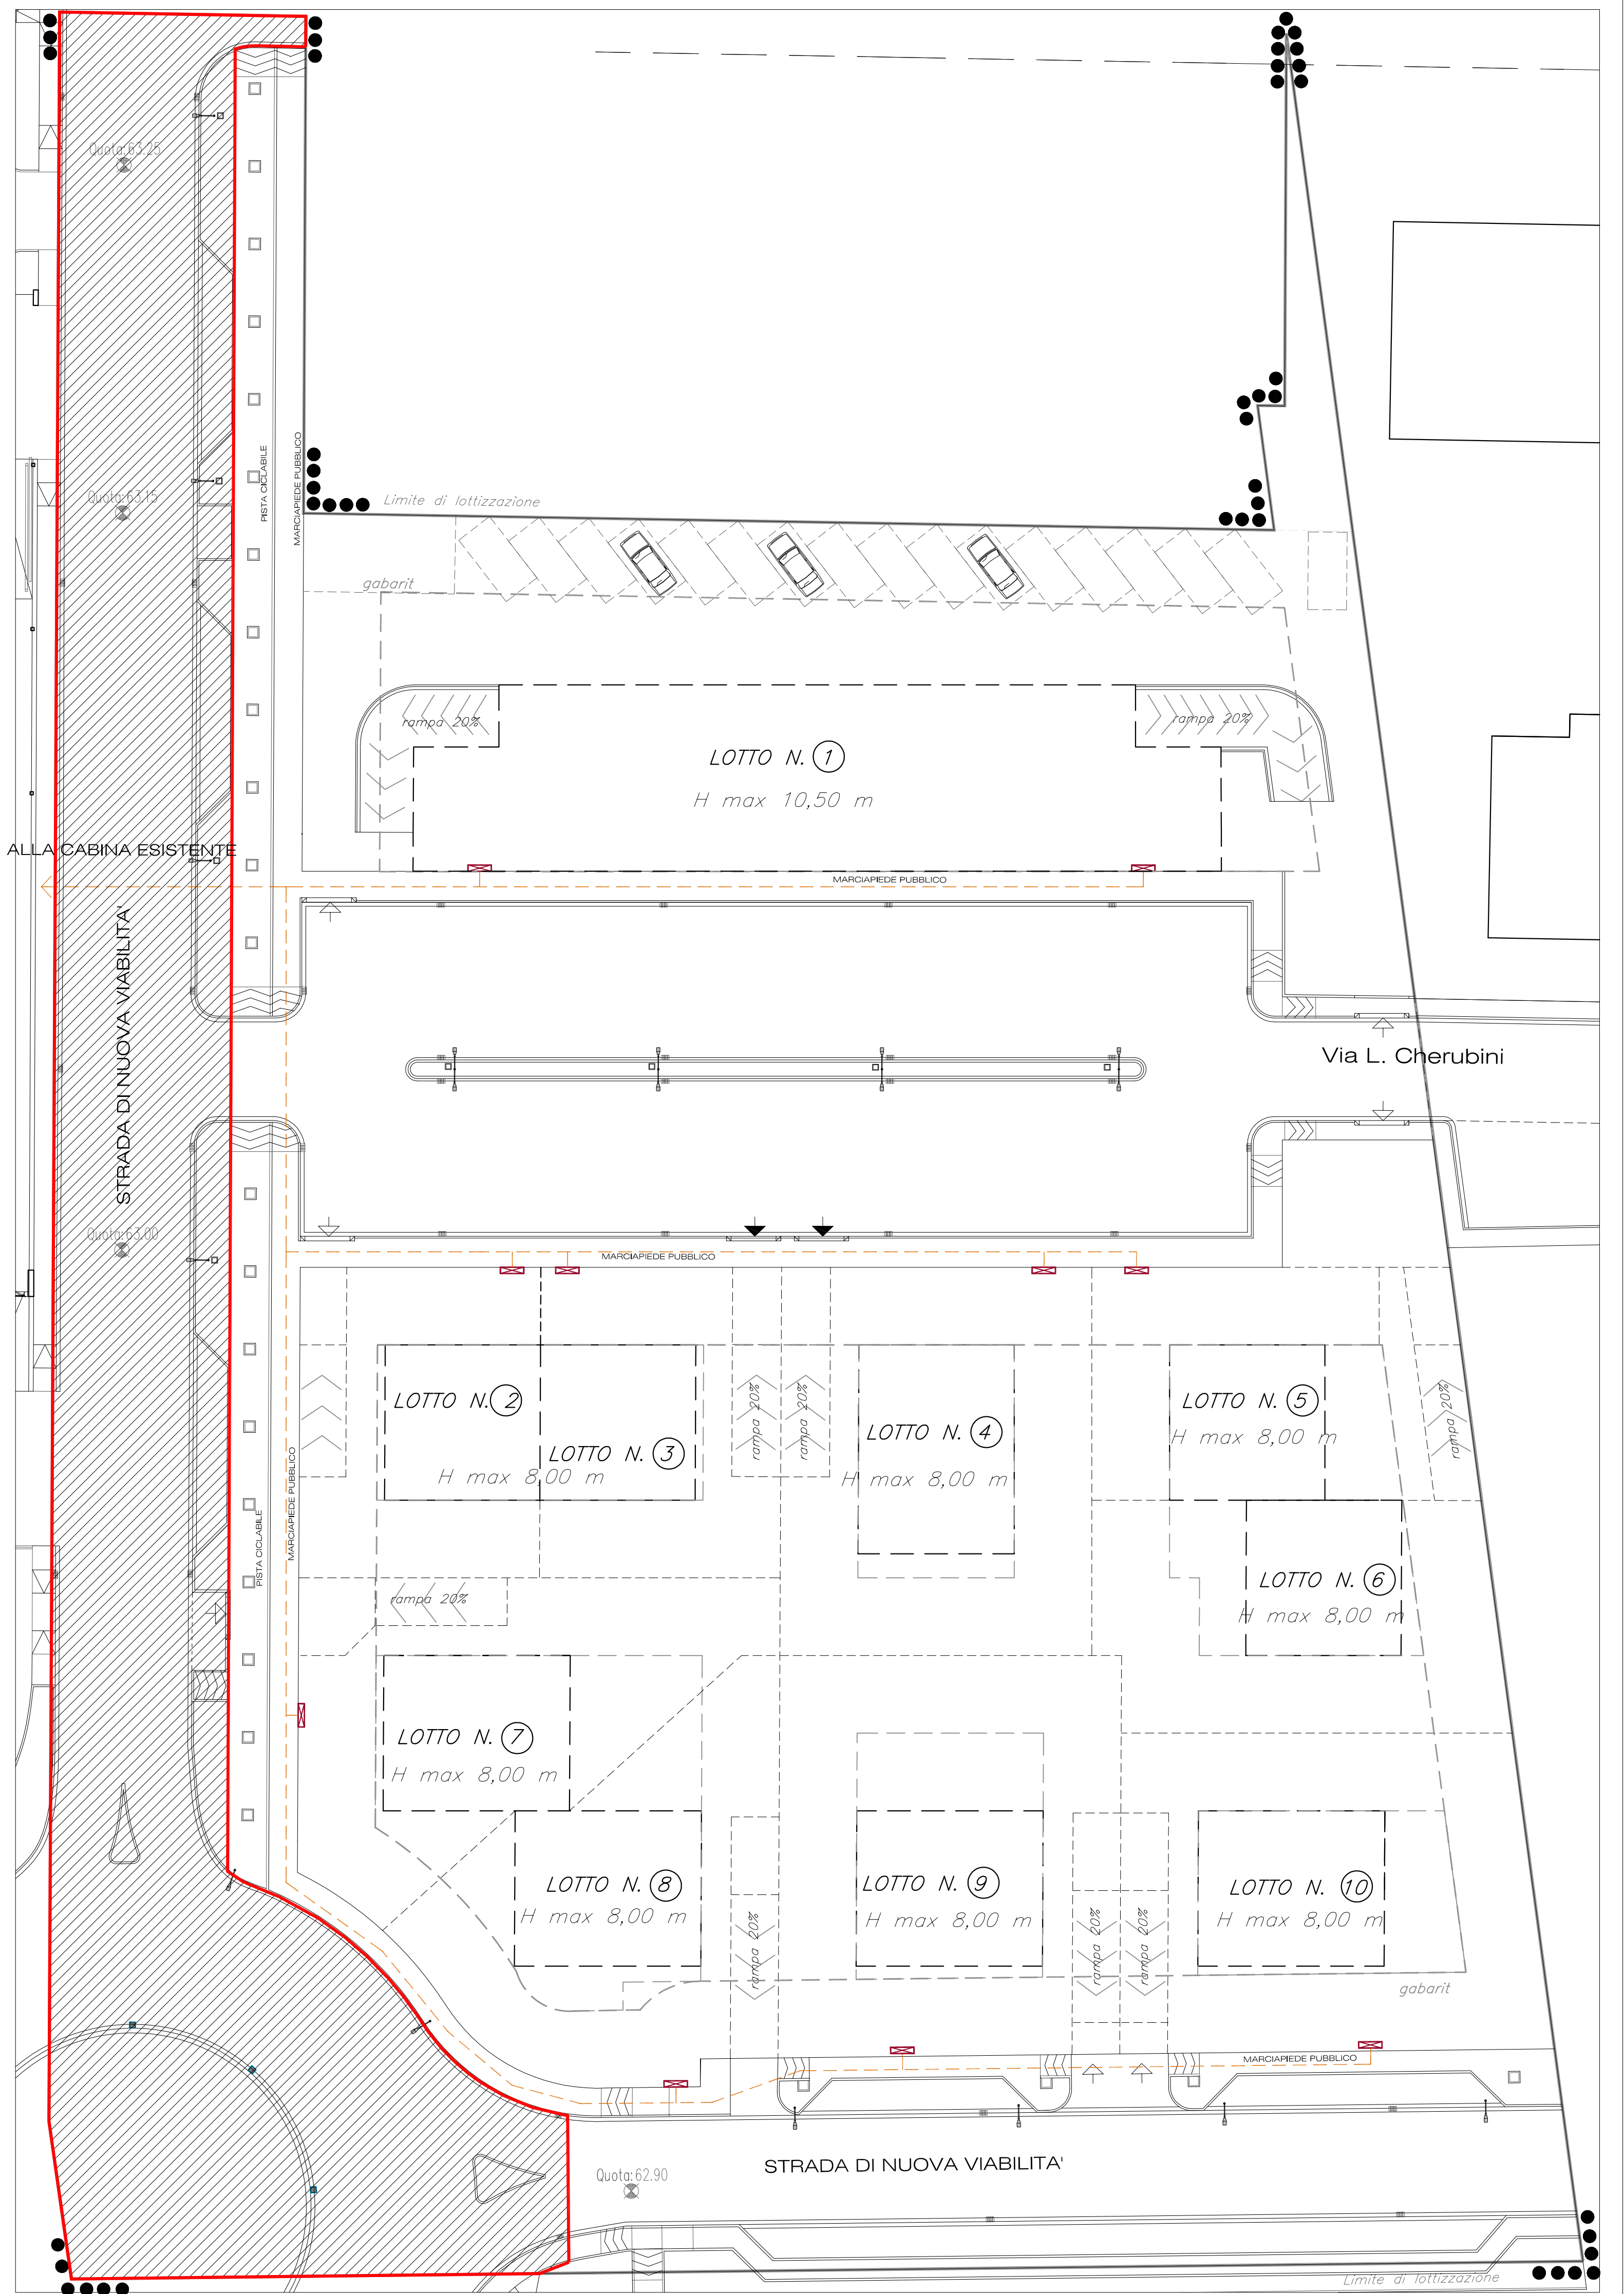 Quota:63.25
PISTA CICLABILE
MARCIAPIEDE PUBBLICO
Quota:63.15
Limite di lottizzazione
gabarit
rampa 20%
rampa 20%
LOTTO N. 1
H max 10,50 m
ALLA CABINA ESISTENTE
MARCIAPIEDE PUBBLICO
STRADA DI NUOVA VIABILITA'
Via L. Cherubini
Quota:63.00
MARCIAPIEDE PUBBLICO
LOTTO N. 2
LOTTO N. 3
H max 8,00 m
rampa 20%
rampa 20%
LOTTO N. 4
H max 8,00 m
LOTTO N. 5
H max 8,00 m
rampa 20%
PISTA CICLABILE
MARCIAPIEDE PUBBLICO
rampa 20%
LOTTO N. 6
H max 8,00 m
LOTTO N. 7
H max 8,00 m
LOTTO N. 8
H max 8,00 m
rampa 20%
LOTTO N. 9
H max 8,00 m
rampa 20%
rampa 20%
LOTTO N. 10
H max 8,00 m
gabarit
MARCIAPIEDE PUBBLICO
STRADA DI NUOVA VIABILITA'
Quota:62.90
Limite di lottizzazione